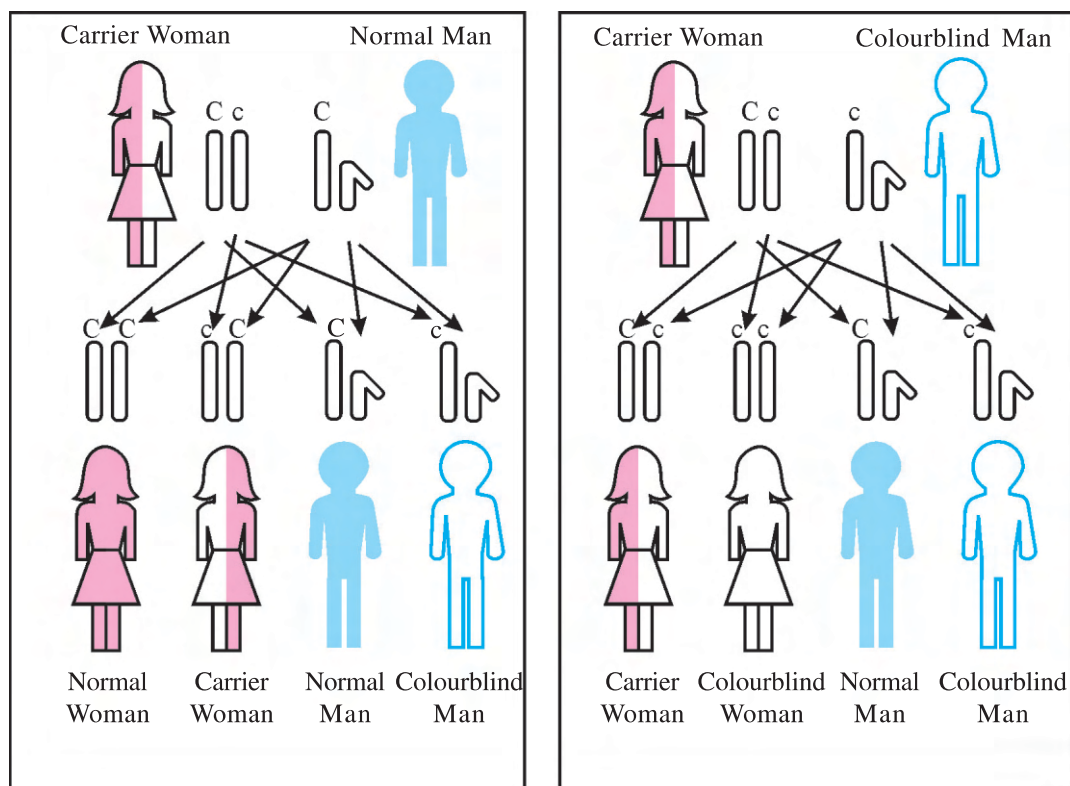 Carrier Woman Normal Man
C c C
C C c C C c
Normal Woman
Carrier Woman
Normal Man
Colourblind Man
Carrier Woman Colourblind Man
C c c
C c c c C c
Carrier Woman
Colourblind Woman
Normal Man
Colourblind Man